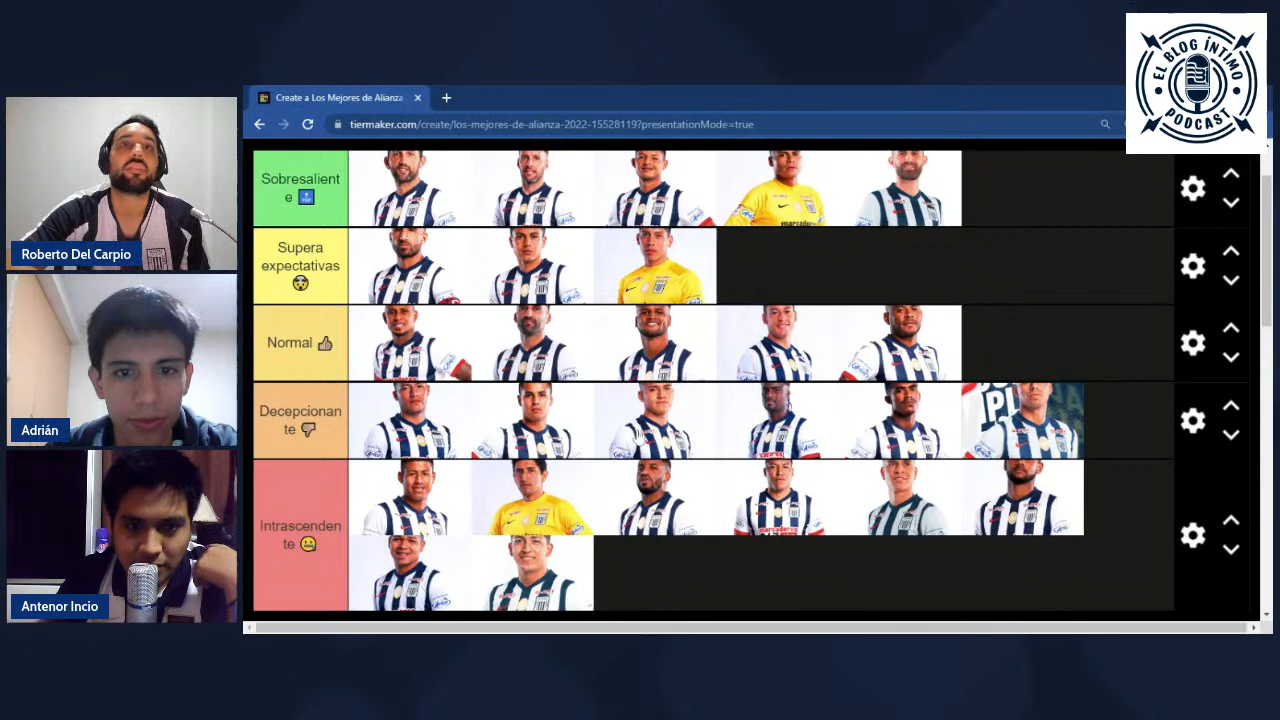 EL BLOG ÍNTIMO
PODCAST
Create a Los Mejores de Alianza
tiermaker.com/create/los-mejores-de-alianza-2022-15528119?presentationMode=true
Roberto Del Carpio
Adrián
Antenor Incio
Sobresalient
e
Supera
expectativas
Normal
Decepcionan
te
Intrascenden
te